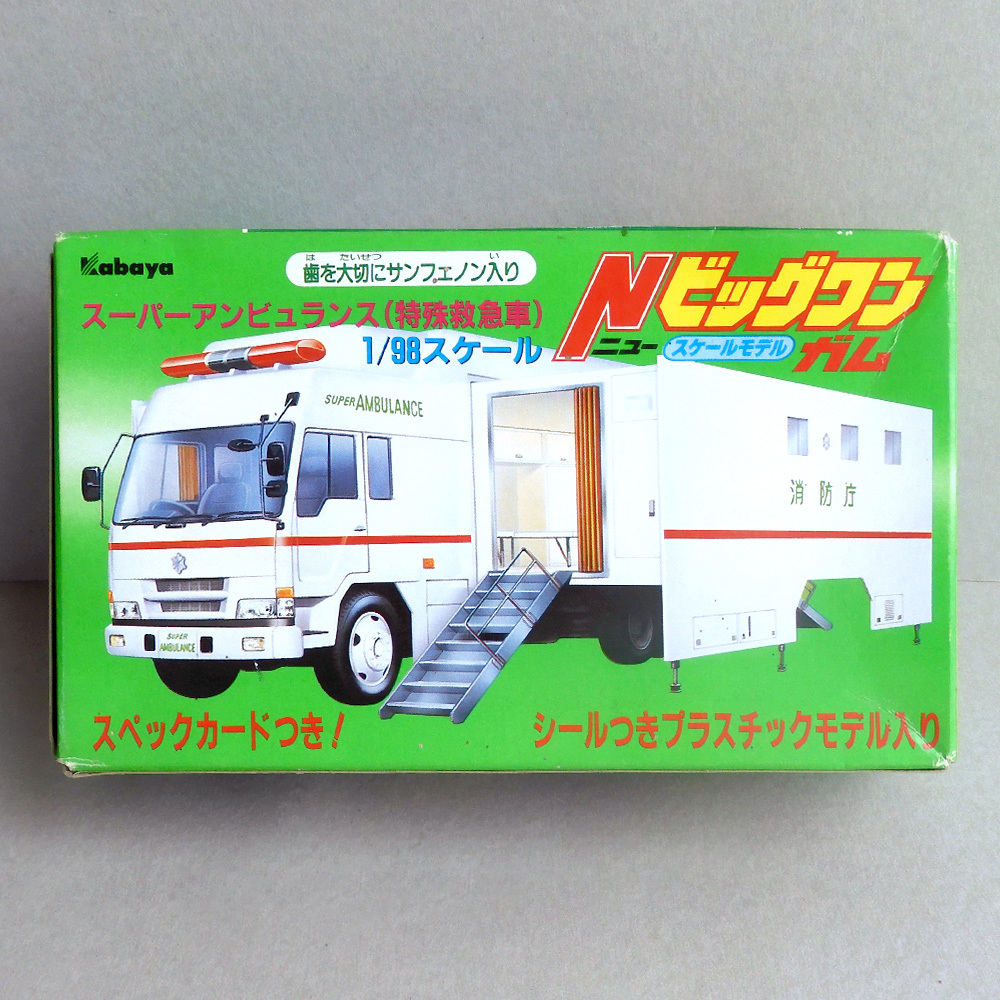 Kabaya
は たいせつ い
歯を大切にサンフェノン入り
スーパーアンビュランス(特殊救急車)
1/98スケール
N ビッグワン
ニュー スケールモデル ガム
SUPER AMBULANCE
消防庁
SUPER
AMBULANCE
スペックカードつき!
シールつきプラスチックモデル入り